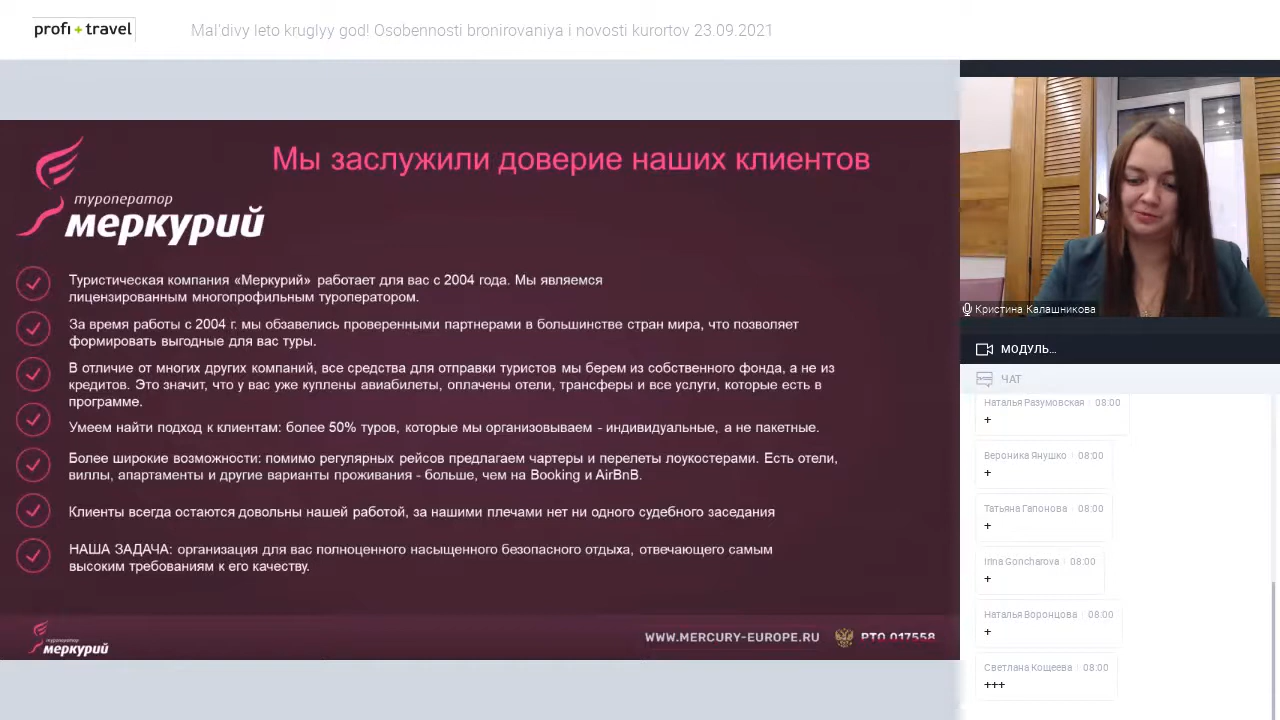 profi + travel
Mal'divy leto kruglyy god! Osobennosti bronirovaniya i novosti kurortov 23.09.2021
Мы заслужили доверие наших клиентов
туроператор
меркурий
Туристическая компания «Меркурий» работает для вас с 2004 года. Мы являемся
лицензированным многопрофильным туроператором.
За время работы с 2004 г. мы обзавелись проверенными партнерами в большинстве стран мира, что позволяет
формировать выгодные для вас туры.
В отличие от многих других компаний, все средства для отправки туристов мы берем из собственного фонда, а не из
кредитов. Это значит, что у вас уже куплены авиабилеты, оплачены отели, трансферы и все услуги, которые есть в
программе.
Умеем найти подход к клиентам: более 50% туров, которые мы организовываем - индивидуальные, а не пакетные.
Более широкие возможности: помимо регулярных рейсов предлагаем чартеры и перелеты лоукостерами. Есть отели,
виллы, апартаменты и другие варианты проживания - больше, чем на Booking и AirBnB.
Клиенты всегда остаются довольны нашей работой, за нашими плечами нет ни одного судебного заседания
НАША ЗАДАЧА: организация для вас полноценного насыщенного безопасного отдыха, отвечающего самым
высоким требованиям к его качеству.
туроператор
меркурий
WWW.MERCURY-EUROPE.RU
РТО 017558
Кристина Калашникова
МОДУЛЬ...
ЧАТ
Наталья Разумовская 08:00
+
Вероника Янушко 08:00
+
Татьяна Гапонова 08:00
+
Irina Goncharova 08:00
+
Наталья Воронцова 08:00
+
Светлана Кощеева 08:00
+++